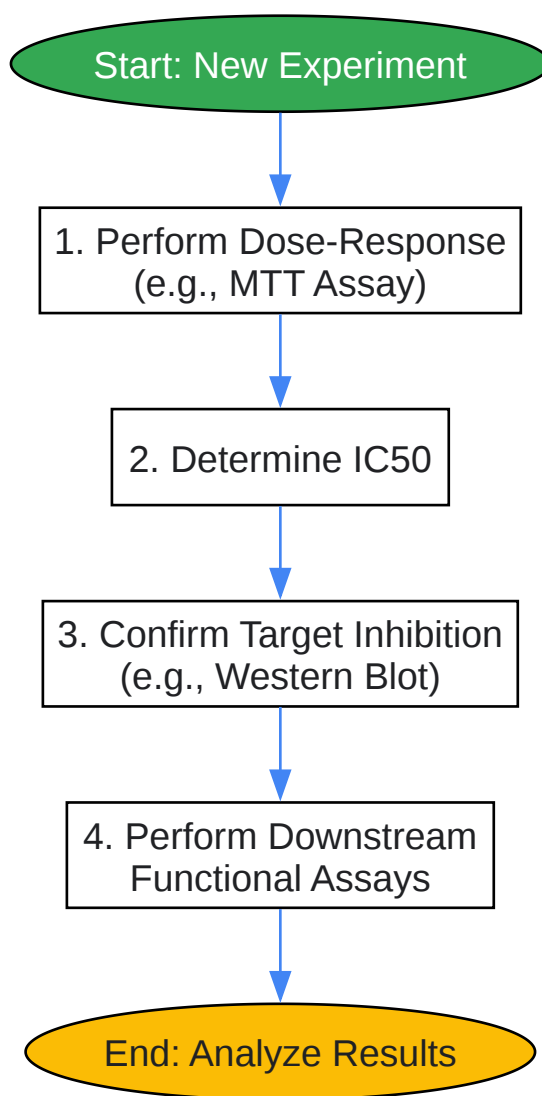 Start: New Experiment
1. Perform Dose-Response
(e.g., MTT Assay)
2. Determine IC50
3. Confirm Target Inhibition
(e.g., Western Blot)
4. Perform Downstream
Functional Assays
End: Analyze Results